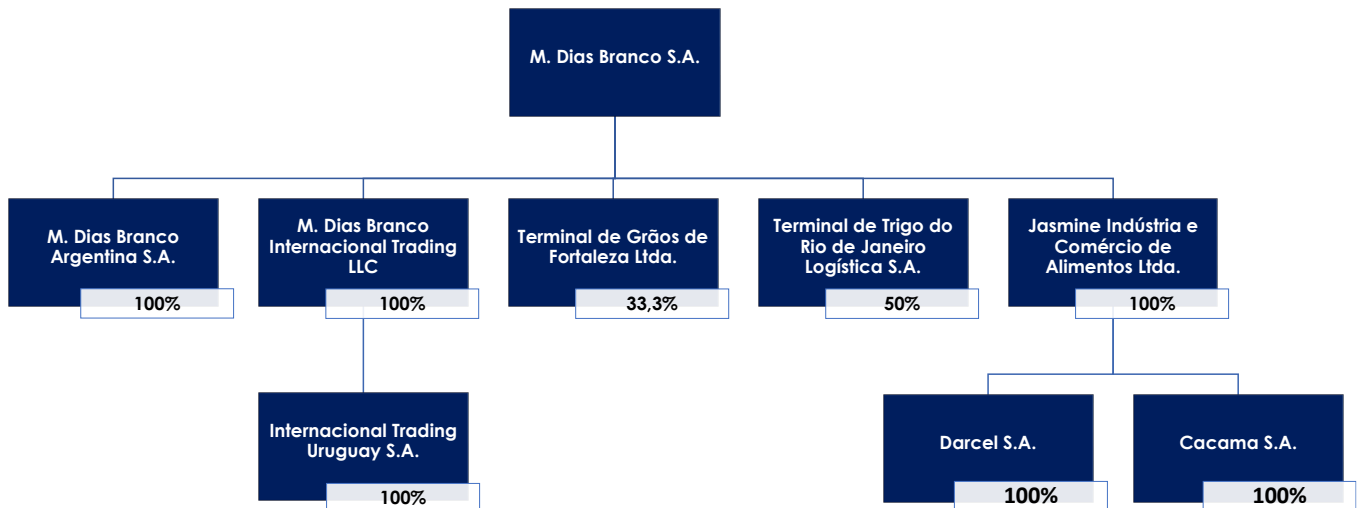 M. Dias Branco S.A.
M. Dias Branco
Argentina S.A.
100%
M. Dias Branco
Internacional Trading
LLC
100%
Terminal de Grãos de
Fortaleza Ltda.
33,3%
Terminal de Trigo do
Rio de Janeiro
Logística S.A.
50%
Jasmine Indústria e
Comércio de
Alimentos Ltda.
100%
Internacional Trading
Uruguay S.A.
100%
Darcel S.A.
100%
Cacama S.A.
100%